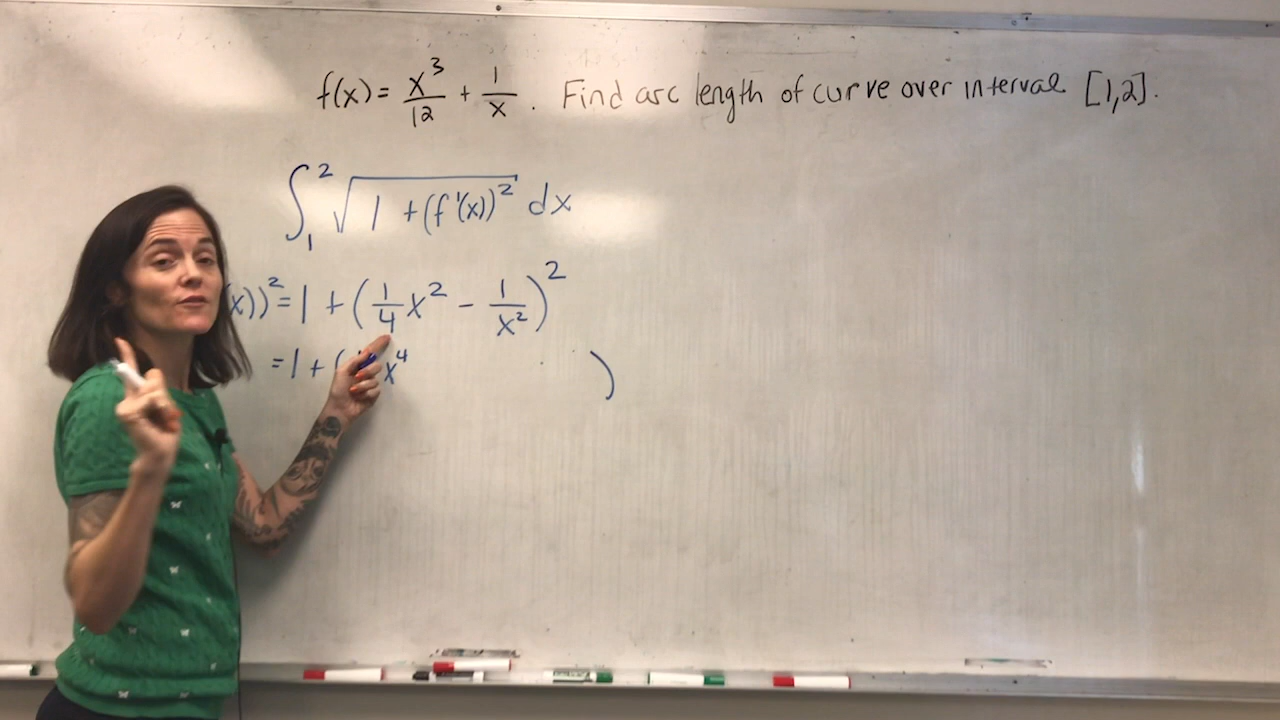 f(x) = x³/12 + 1/x . Find arc length of curve over interval [1,2].
∫₁² √(1 + (f'(x))²) dx
(x))² = 1 + (1/4 x² - 1/x²)²
= 1 + ( x⁴ )